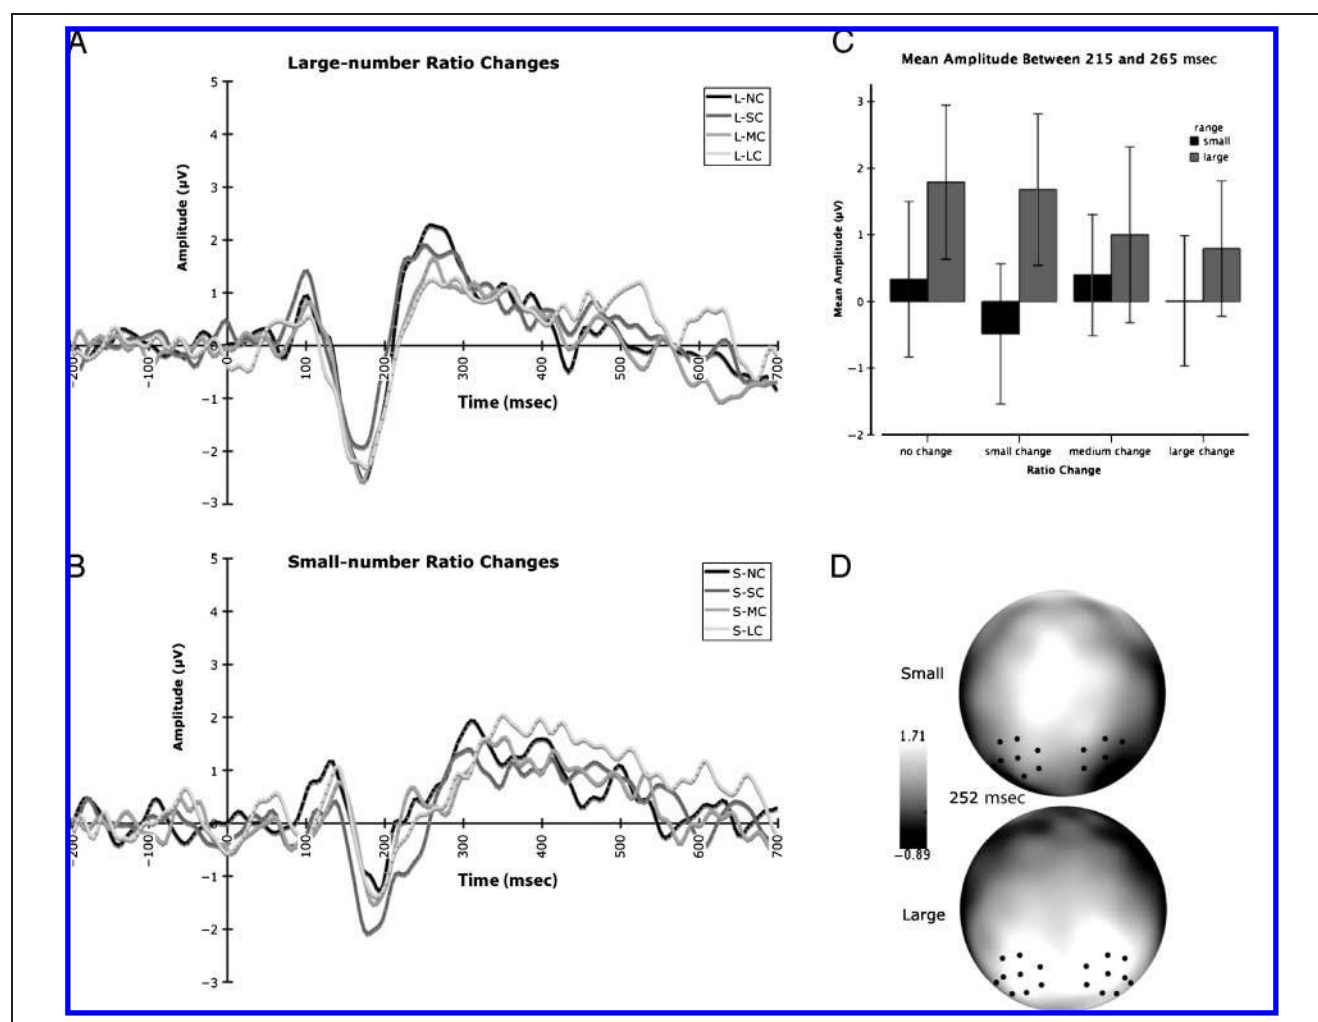 A
Large-number Ratio Changes
5
4
3
2
1
0
−1
−2
−3
Amplitude (μV)
L-NC
L-SC
L-MC
L-LC
-200
-100
0
100
200
300
400
500
600
700
Time (msec)
B
Small-number Ratio Changes
5
4
3
2
1
0
−1
−2
−3
Amplitude (μV)
S-NC
S-SC
S-MC
S-LC
-200
-100
0
100
200
300
400
500
600
700
Time (msec)
C
Mean Amplitude Between 215 and 265 msec
range
small
large
3
2
1
0
−1
−2
Mean Amplitude (μV)
no change small change medium change large change
Ratio Change
D
Small
1.71
252 msec
−0.89
Large